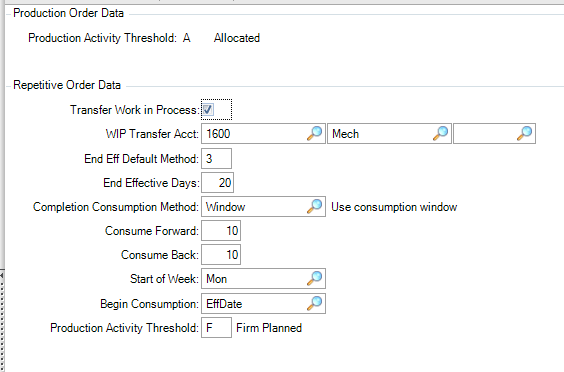 Production Order Data
Production Activity Threshold: A Allocated
Repetitive Order Data
Transfer Work in Process:
WIP Transfer Acct: 1600 Mech
End Eff Default Method: 3
End Effective Days: 20
Completion Consumption Method: Window Use consumption window
Consume Forward: 10
Consume Back: 10
Start of Week: Mon
Begin Consumption: EffDate
Production Activity Threshold: F Firm Planned